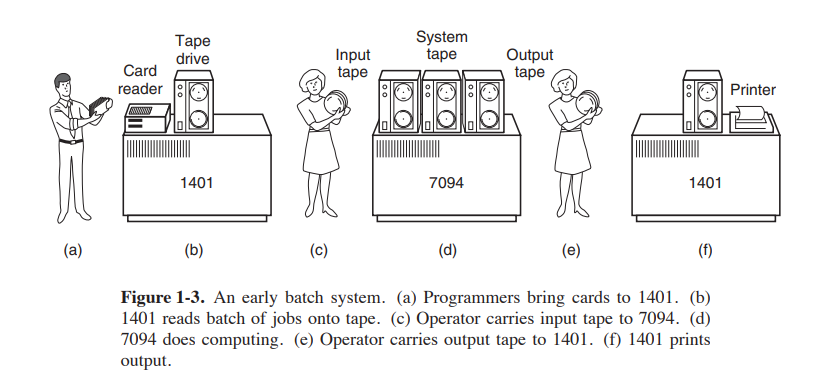 Tape
drive
Card
reader
Input
tape
System
tape
Output
tape
Printer
1401
7094
1401
(a)
(b)
(c)
(d)
(e)
(f)
Figure 1-3. An early batch system. (a) Programmers bring cards to 1401. (b)
1401 reads batch of jobs onto tape. (c) Operator carries input tape to 7094. (d)
7094 does computing. (e) Operator carries output tape to 1401. (f) 1401 prints
output.